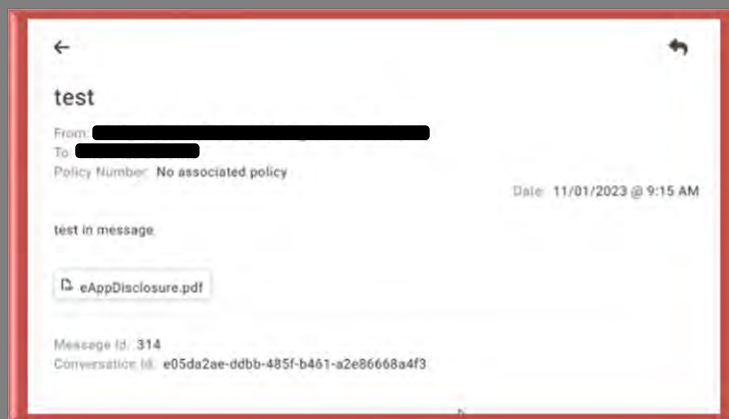 test
From:
To
Policy Number: No associated policy
Date: 11/01/2023 @ 9:15 AM
test in message
eAppDisclosure.pdf
Message Id: 314
Conversation Id: e05da2ae-ddbb-485f-b461-a2e86668a4f3